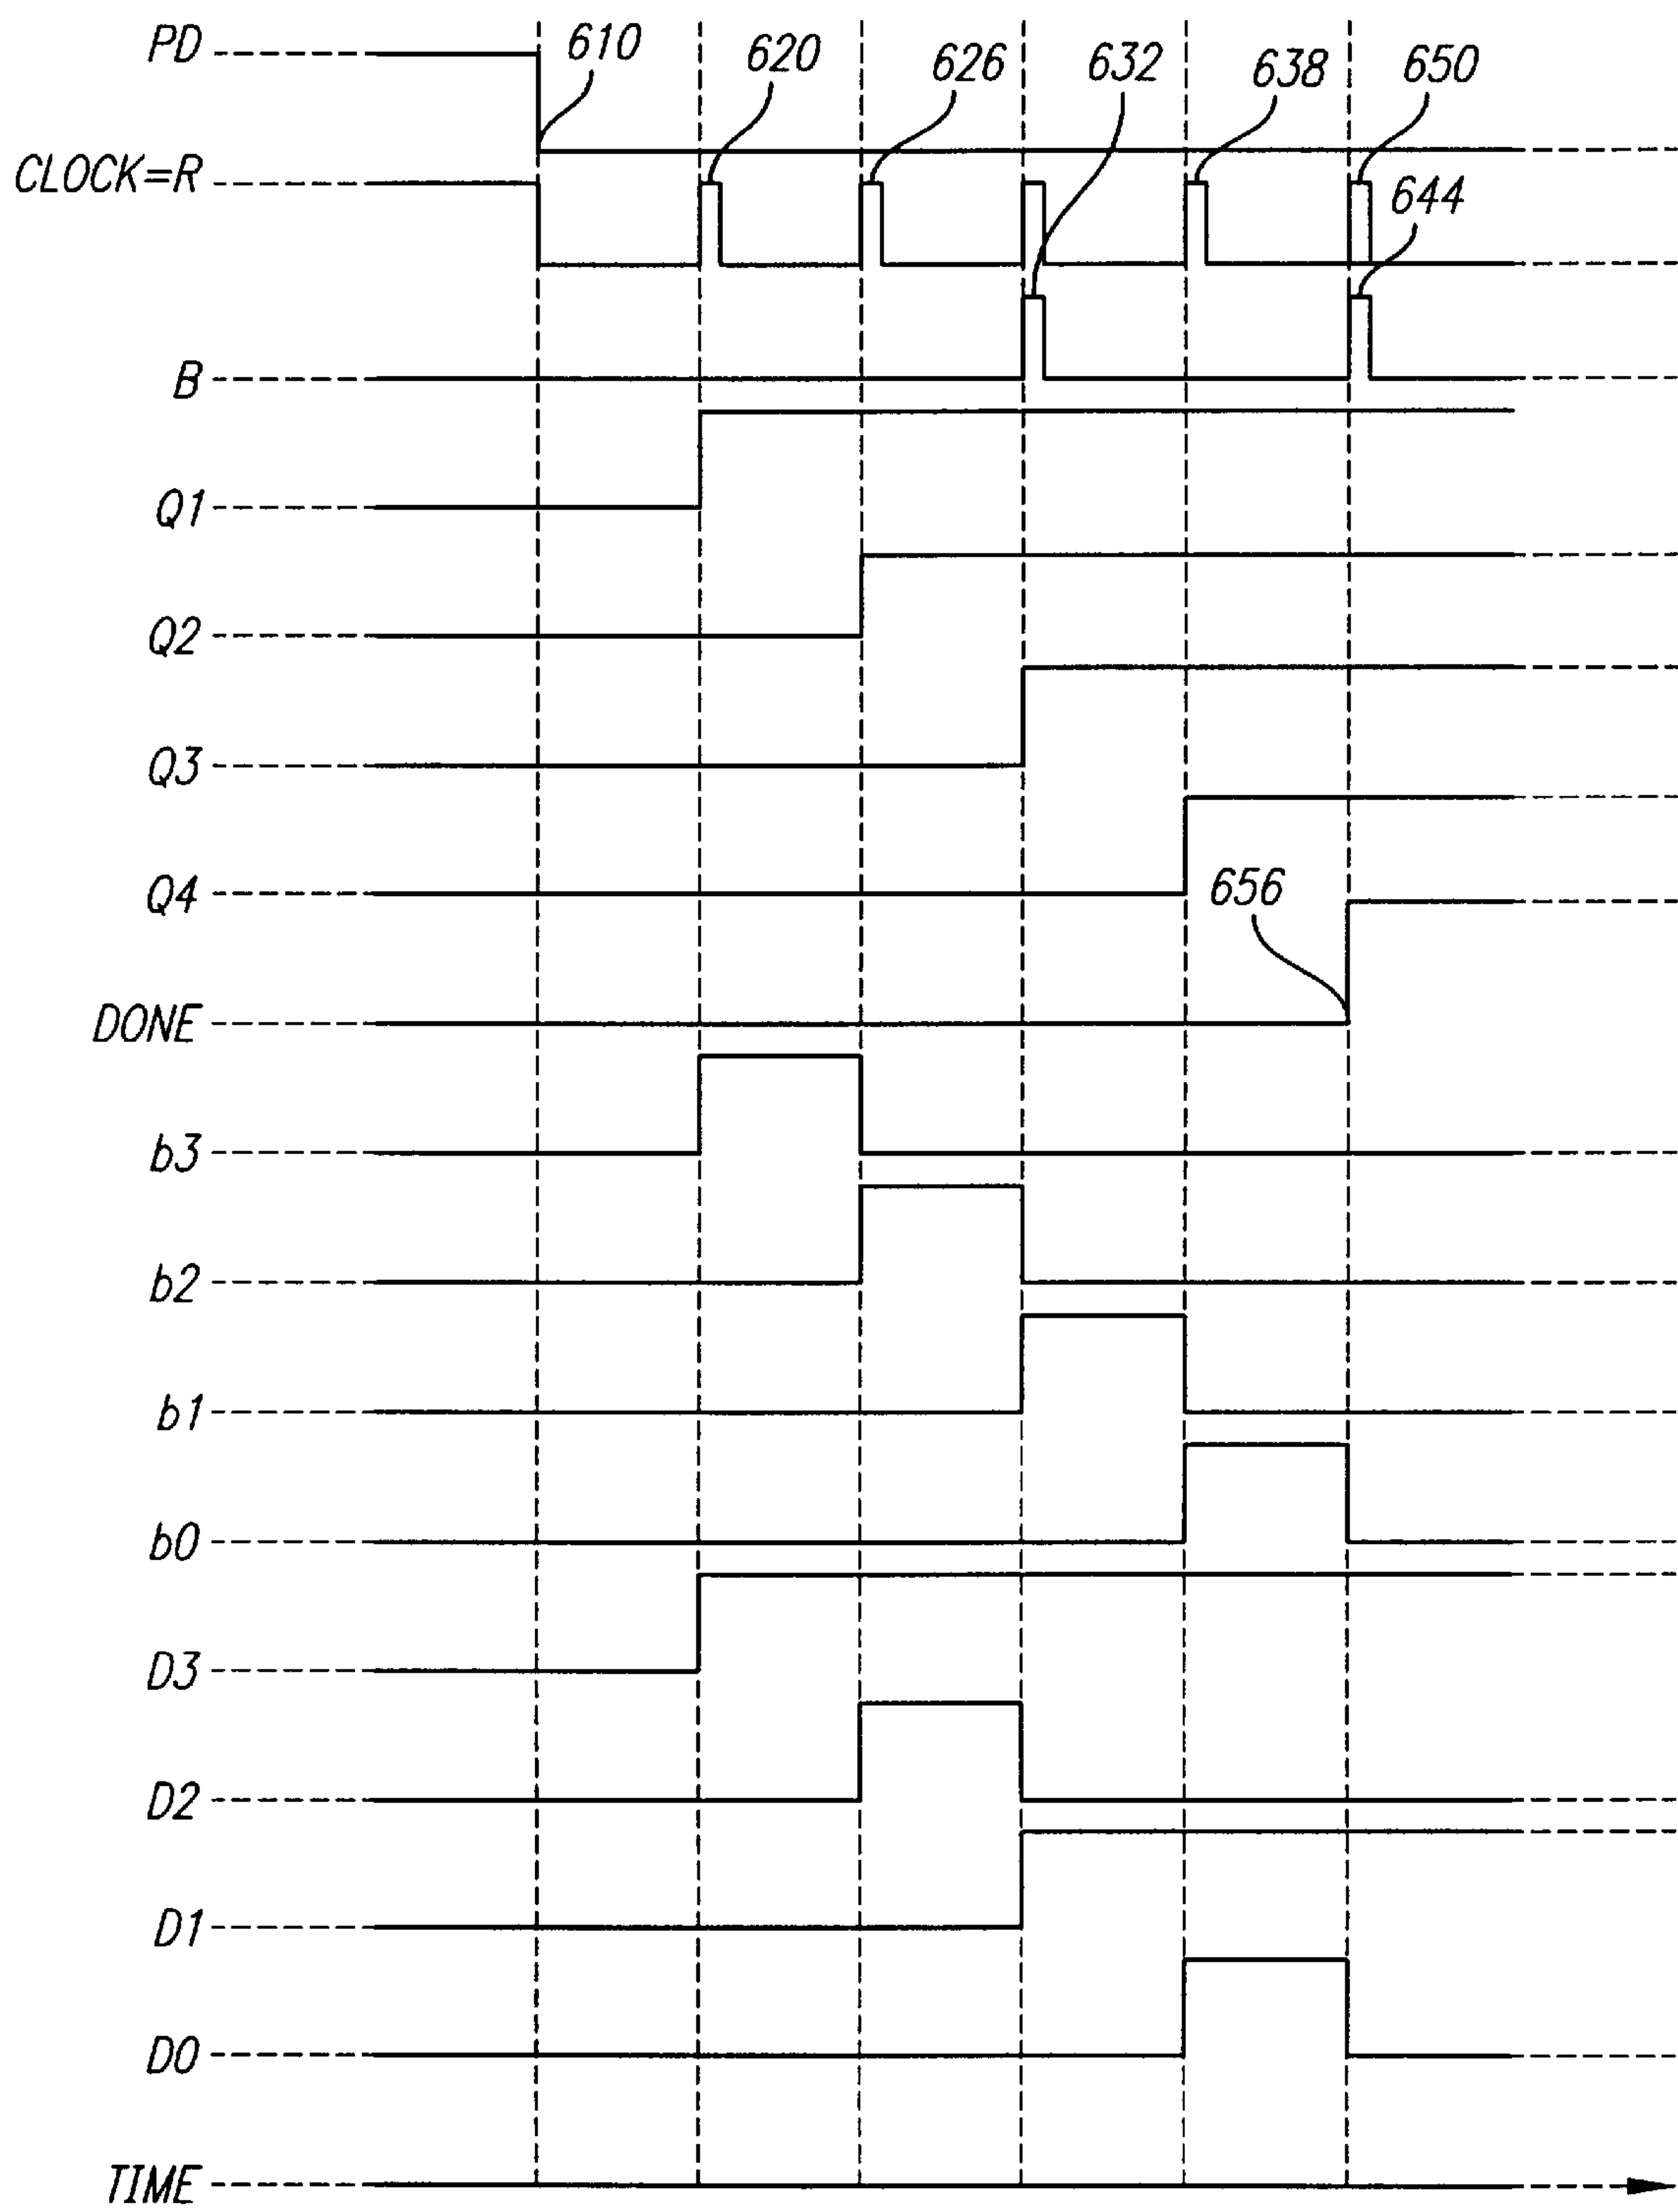 PD
610
620
626
632
638
650
CLOCK=R
644
B
Q1
Q2
Q3
Q4
656
DONE
b3
b2
b1
b0
D3
D2
D1
D0
TIME